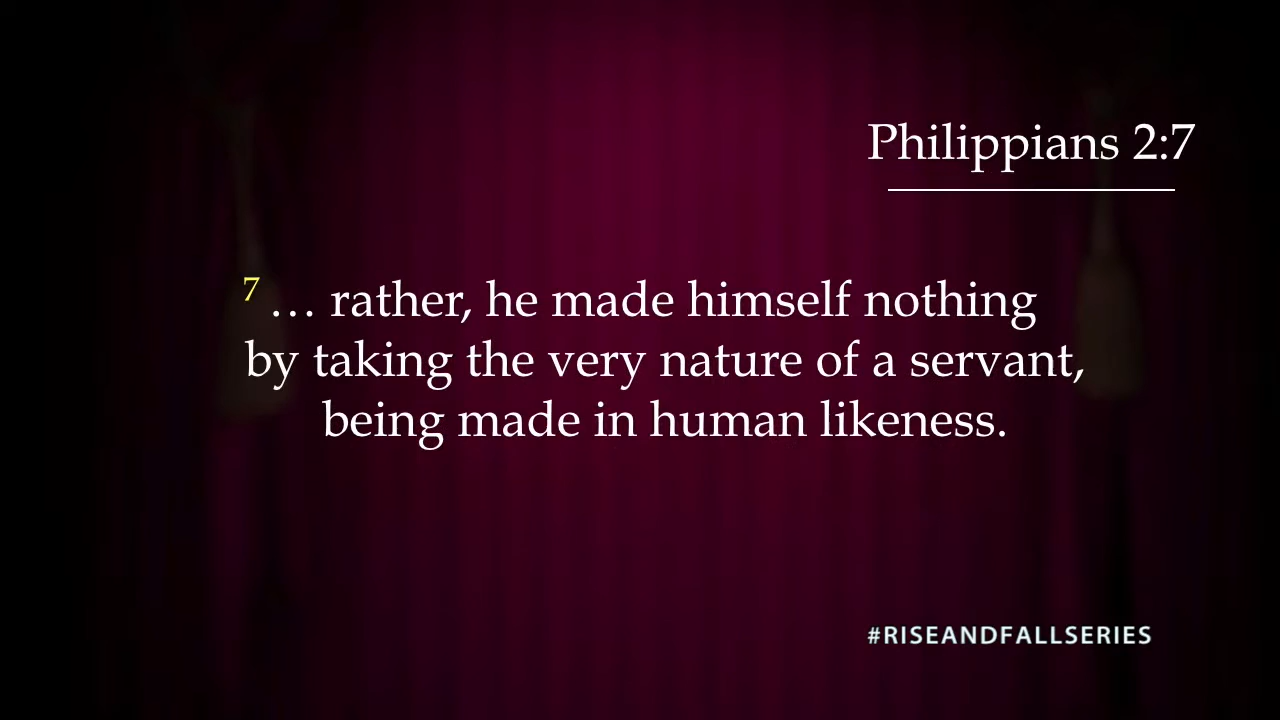 Philippians 2:7
7 … rather, he made himself nothing
by taking the very nature of a servant,
being made in human likeness.
#RISEANDFALLSERIES